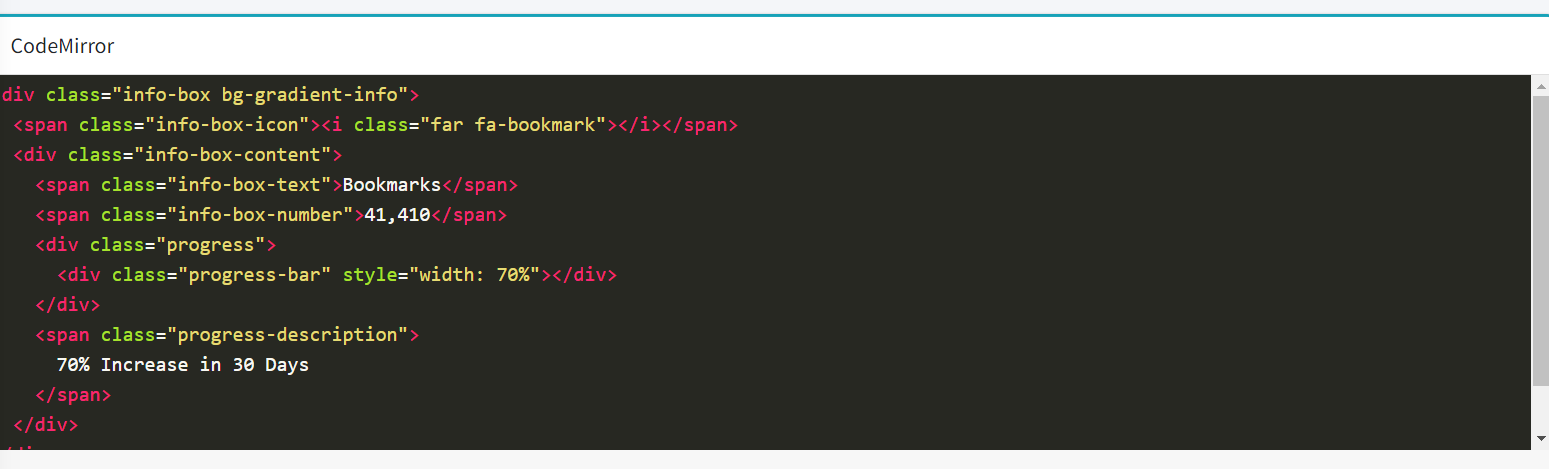 CodeMirror
div class="info-box bg-gradient-info">
<span class="info-box-icon"><i class="far fa-bookmark"></i></span>
<div class="info-box-content">
<span class="info-box-text">Bookmarks</span>
<span class="info-box-number">41,410</span>
<div class="progress">
<div class="progress-bar" style="width: 70%"></div>
</div>
<span class="progress-description">
70% Increase in 30 Days
</span>
</div>